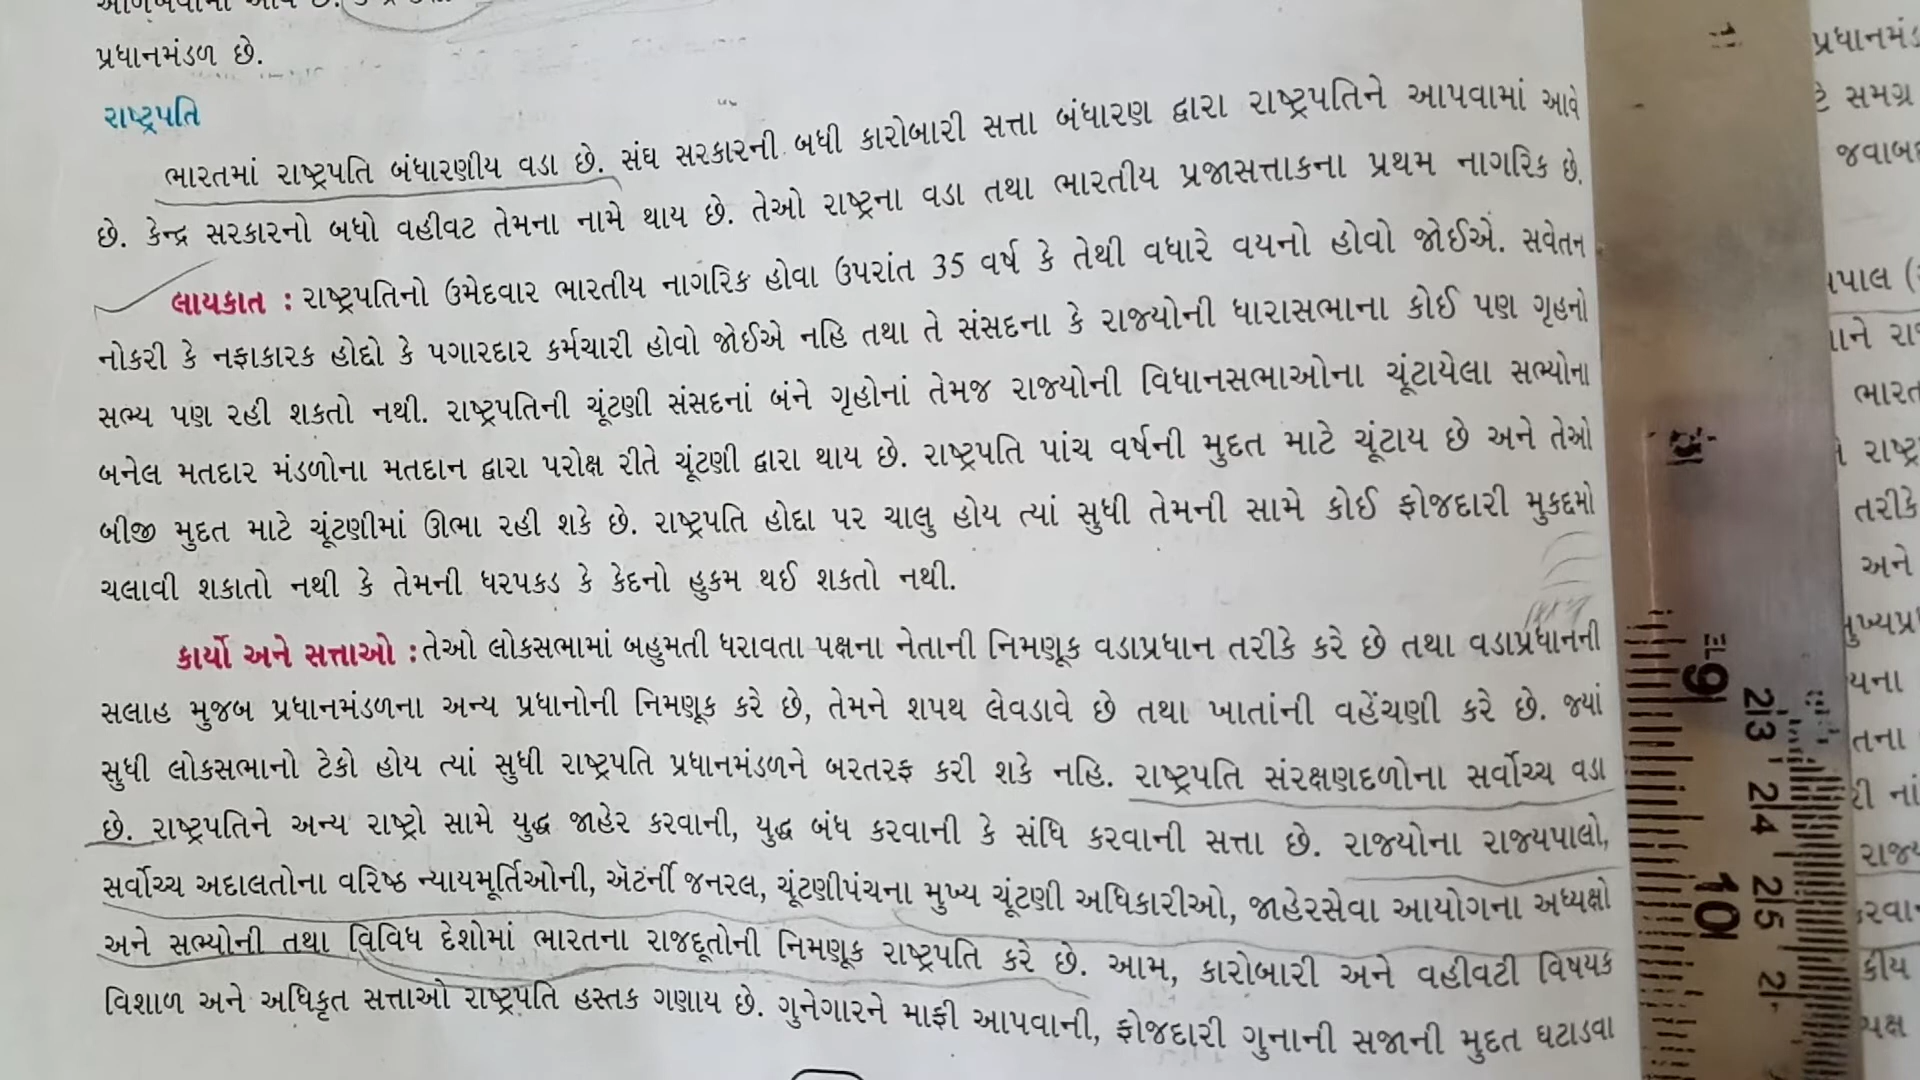 પ્રધાનમંડળ છે.
રાષ્ટ્રપતિ
ભારતમાં રાષ્ટ્રપતિ બંધારણીય વડા છે. સંઘ સરકારની બધી કારોબારી સત્તા બંધારણ દ્વારા રાષ્ટ્રપતિને આપવામાં આવે
છે. કેન્દ્ર સરકારનો બધો વહીવટ તેમના નામે થાય છે. તેઓ રાષ્ટ્રના વડા તથા ભારતીય પ્રજાસત્તાકના પ્રથમ નાગરિક છે.
લાયકાત : રાષ્ટ્રપતિનો ઉમેદવાર ભારતીય નાગરિક હોવા ઉપરાંત 35 વર્ષ કે તેથી વધારે વયનો હોવો જોઈએ. સવેતન
નોકરી કે નફાકારક હોદ્દો કે પગારદાર કર્મચારી હોવો જોઈએ નહિ તથા તે સંસદના કે રાજ્યોની ધારાસભાના કોઈ પણ ગૃહનો
સભ્ય પણ રહી શકતો નથી. રાષ્ટ્રપતિની ચૂંટણી સંસદનાં બંને ગૃહોનાં તેમજ રાજ્યોની વિધાનસભાઓના ચૂંટાયેલા સભ્યોના
બનેલ મતદાર મંડળોના મતદાન દ્વારા પરોક્ષ રીતે ચૂંટણી દ્વારા થાય છે. રાષ્ટ્રપતિ પાંચ વર્ષની મુદત માટે ચૂંટાય છે અને તેઓ
બીજી મુદત માટે ચૂંટણીમાં ઊભા રહી શકે છે. રાષ્ટ્રપતિ હોદ્દા પર ચાલુ હોય ત્યાં સુધી તેમની સામે કોઈ ફોજદારી મુકદ્દમો
ચલાવી શકાતો નથી કે તેમની ધરપકડ કે કેદનો હુકમ થઈ શકતો નથી.
કાર્યો અને સત્તાઓ : તેઓ લોકસભામાં બહુમતી ધરાવતા પક્ષના નેતાની નિમણૂક વડાપ્રધાન તરીકે કરે છે તથા વડાપ્રધાનની
સલાહ મુજબ પ્રધાનમંડળના અન્ય પ્રધાનોની નિમણૂક કરે છે, તેમને શપથ લેવડાવે છે તથા ખાતાંની વહેંચણી કરે છે. જ્યાં
સુધી લોકસભાનો ટેકો હોય ત્યાં સુધી રાષ્ટ્રપતિ પ્રધાનમંડળને બરતરફ કરી શકે નહિ. રાષ્ટ્રપતિ સંરક્ષણદળોના સર્વોચ્ચ વડા
છે. રાષ્ટ્રપતિને અન્ય રાષ્ટ્રો સામે યુદ્ધ જાહેર કરવાની, યુદ્ધ બંધ કરવાની કે સંધિ કરવાની સત્તા છે. રાજ્યોના રાજ્યપાલો,
સર્વોચ્ચ અદાલતોના વરિષ્ઠ ન્યાયમૂર્તિઓની, ઍટર્ની જનરલ, ચૂંટણીપંચના મુખ્ય ચૂંટણી અધિકારીઓ, જાહેરસેવા આયોગના અધ્યક્ષો
અને સભ્યોની તથા વિવિધ દેશોમાં ભારતના રાજદૂતોની નિમણૂક રાષ્ટ્રપતિ કરે છે. આમ, કારોબારી અને વહીવટી વિષયક
વિશાળ અને અધિકૃત સત્તાઓ રાષ્ટ્રપતિ હસ્તક ગણાય છે. ગુનેગારને માફી આપવાની, ફોજદારી ગુનાની સજાની મુદત ઘટાડવા
9
10
23
24
25
સમગ્ર
રાષ્ટ્ર
તરીકે
અને